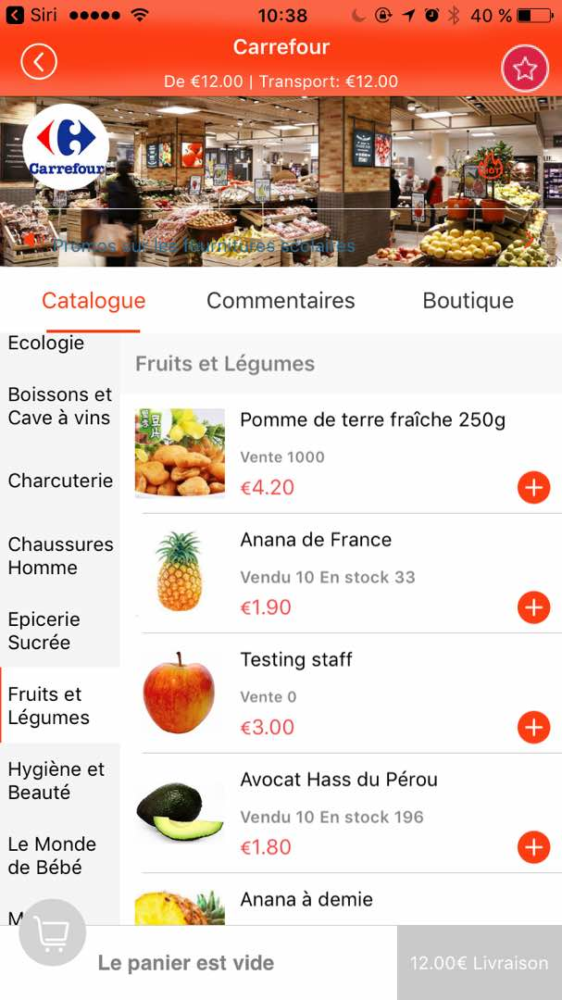 Siri 10:38 40 %
Carrefour
De €12.00 | Transport: €12.00
Carrefour
HOT
Promos sur les fournitures scolaires
Catalogue Commentaires Boutique
Ecologie
Boissons et
Cave à vins
Charcuterie
Chaussures
Homme
Epicerie
Sucrée
Fruits et
Légumes
Hygiène et
Beauté
Le Monde
de Bébé
M
Fruits et Légumes
Pomme de terre fraîche 250g
Vente 1000
€4.20
Anana de France
Vendu 10 En stock 33
€1.90
Testing staff
Vente 0
€3.00
Avocat Hass du Pérou
Vendu 10 En stock 196
€1.80
Anana à demie
Le panier est vide
12.00€ Livraison